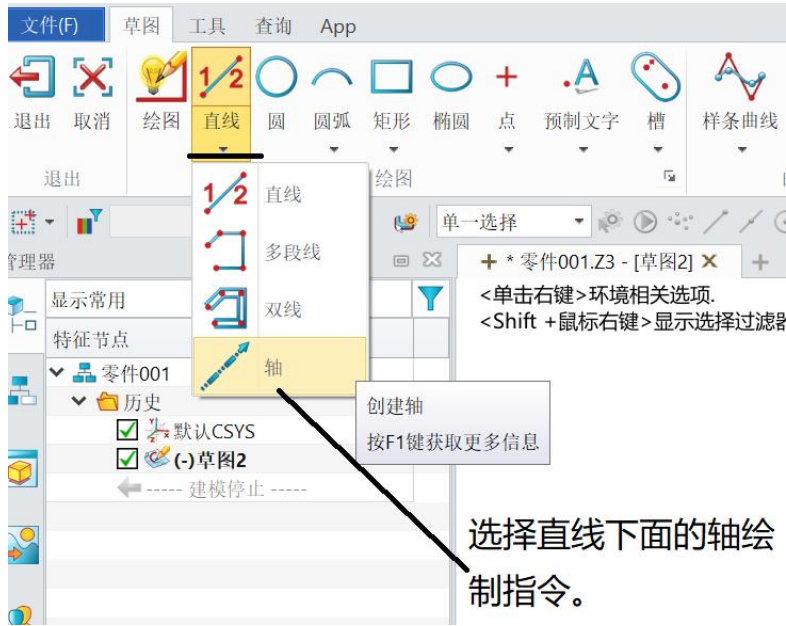 文件(F) 草图 工具 查询 App
1/2
退出 取消 绘图 直线 圆 圆弧 矩形 椭圆 点 预制文字 槽 样条曲线
退出 绘图
1/2 直线
多段线
双线
轴
单一选择
管理器
* 零件001.Z3 - [草图2]
<单击右键>环境相关选项.
<Shift +鼠标右键>显示选择过滤器
显示常用
特征节点
零件001
历史
默认CSYS
(-)草图2
----- 建模停止 -----
创建轴
按F1键获取更多信息
选择直线下面的轴绘
制指令。